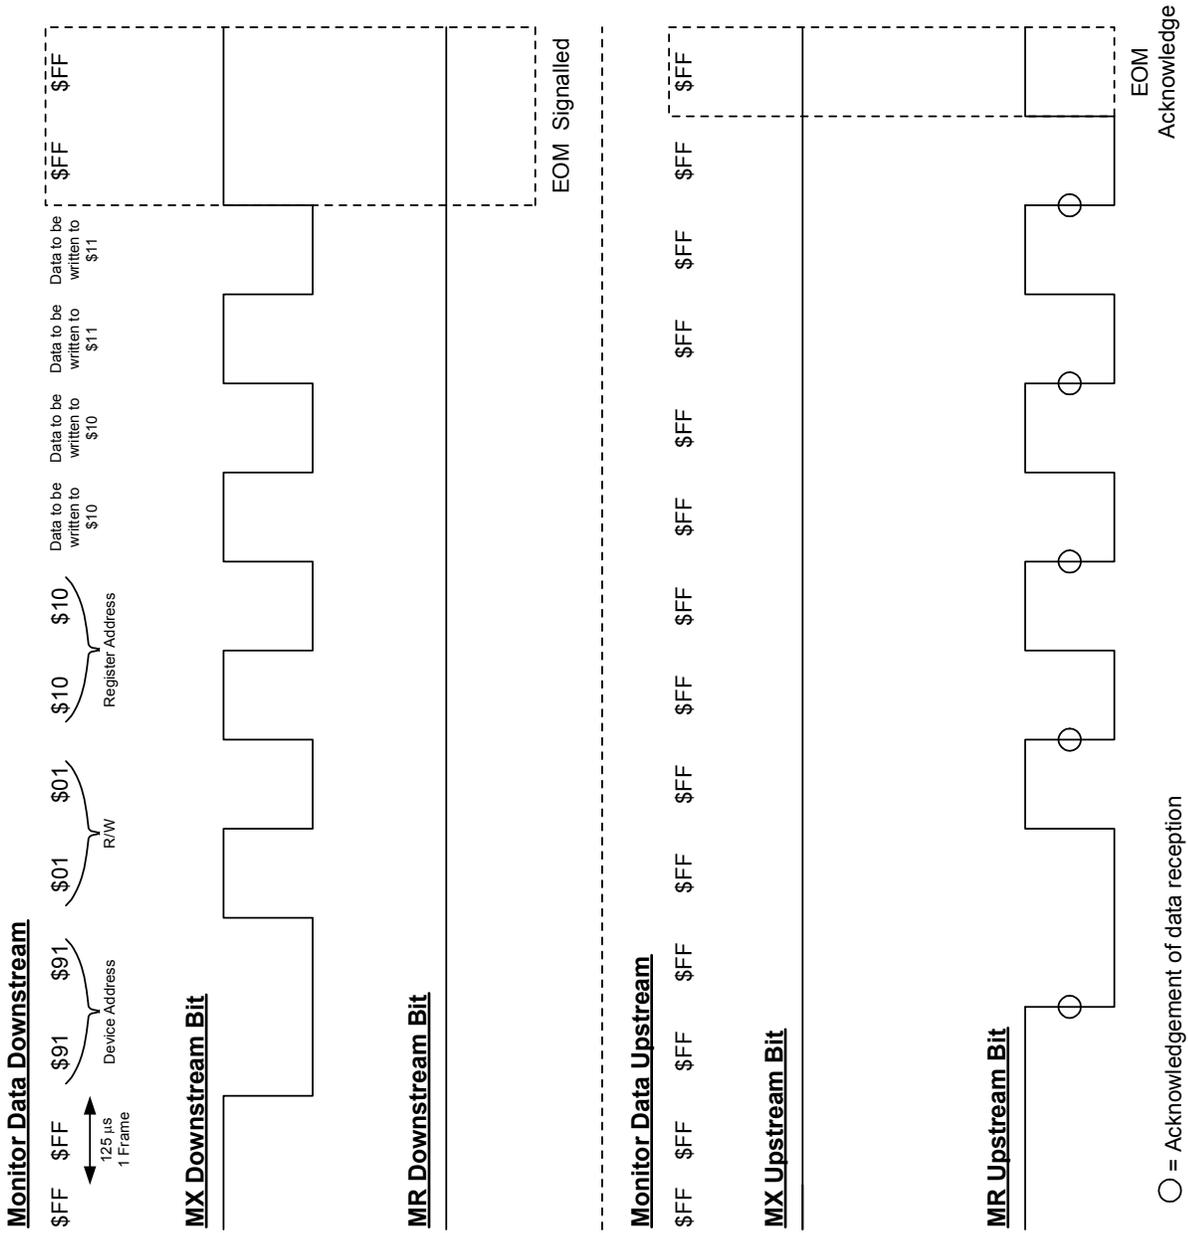 Monitor Data Downstream
$FF $FF $91 $91 $01 $01 $10 $10 Data to be written to $10 Data to be written to $10 Data to be written to $11 Data to be written to $11 $FF $FF
125 µs
1 Frame
Device Address
R/W
Register Address
MX Downstream Bit
MR Downstream Bit
EOM Signalled
Monitor Data Upstream
$FF $FF $FF $FF $FF $FF $FF $FF $FF $FF $FF $FF $FF $FF
MX Upstream Bit
MR Upstream Bit
EOM
Acknowledge
= Acknowledgement of data reception